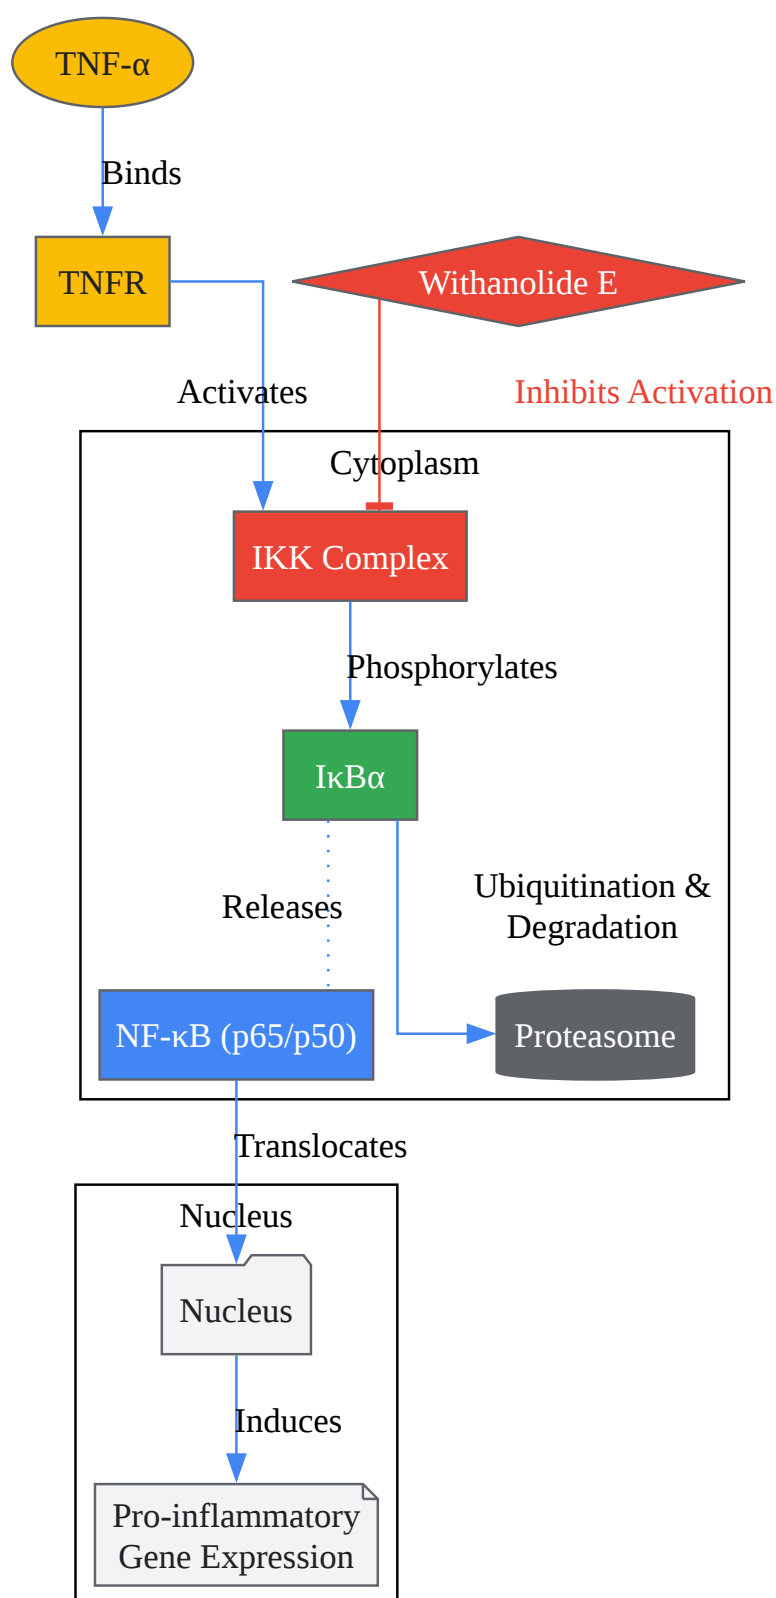 TNF-α
Binds
TNFR
Withanolide E
Activates
Inhibits Activation
Cytoplasm
IKK Complex
Phosphorylates
IκBα
Releases
Ubiquitination &
Degradation
NF-κB (p65/p50)
Proteasome
Translocates
Nucleus
Nucleus
Induces
Pro-inflammatory
Gene Expression